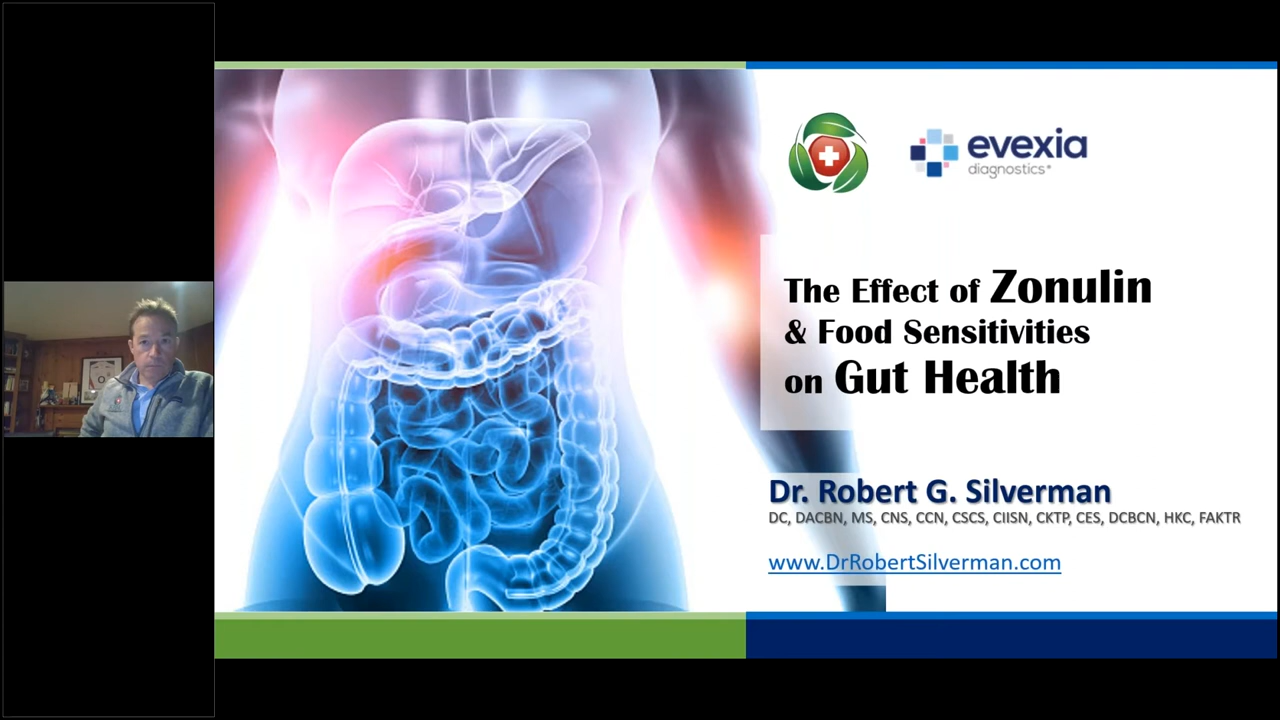 evexia
diagnostics®
The Effect of Zonulin
& Food Sensitivities
on Gut Health
Dr. Robert G. Silverman
DC, DACBN, MS, CNS, CCN, CSCS, CIISN, CKTP, CES, DCBCN, HKC, FAKTR
www.DrRobertSilverman.com